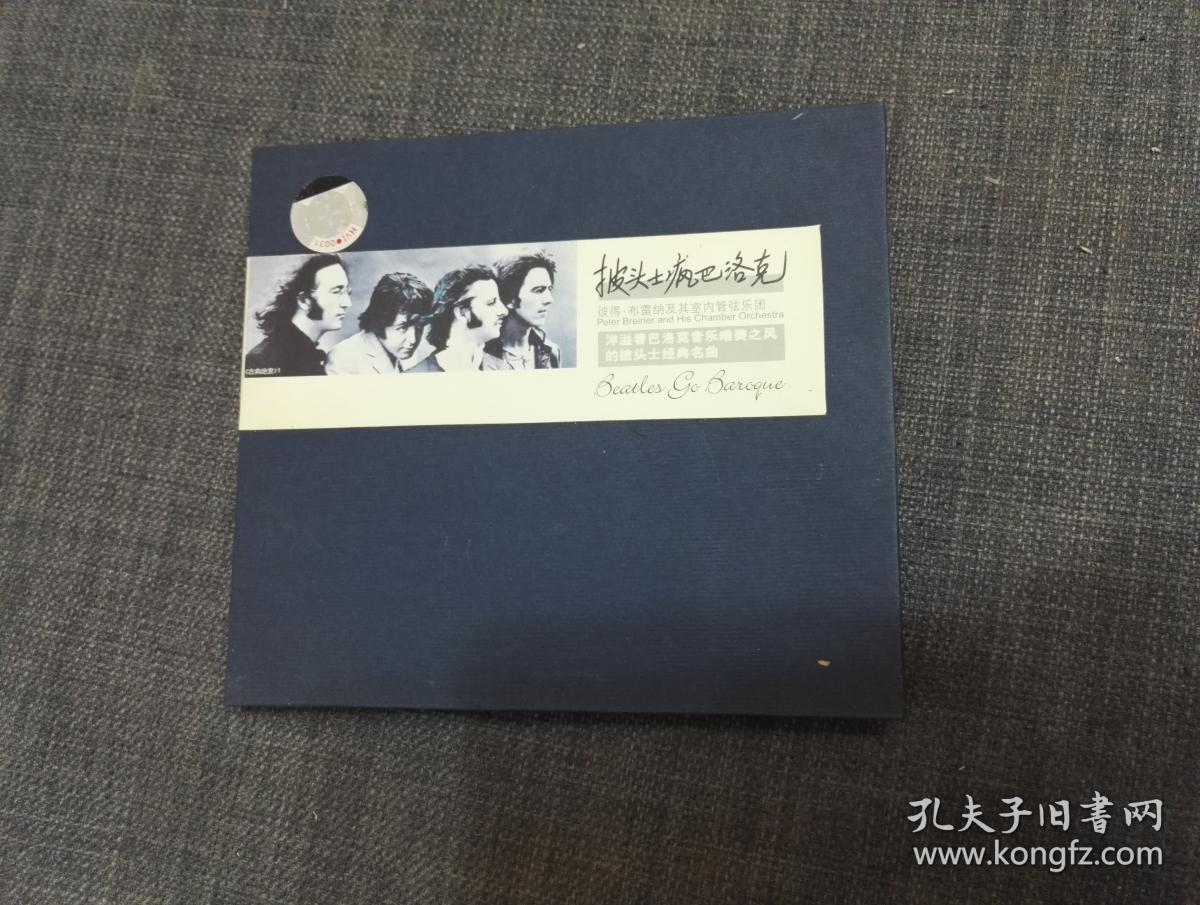 披头士疯巴洛克
彼得·布雷纳及其室内管弦乐团
Peter Breiner and His Chamber Orchestra
洋溢着巴洛克音乐唯美之风
的披头士经典名曲
Beatles Go Baroque
孔夫子旧书网
www.kongfz.com